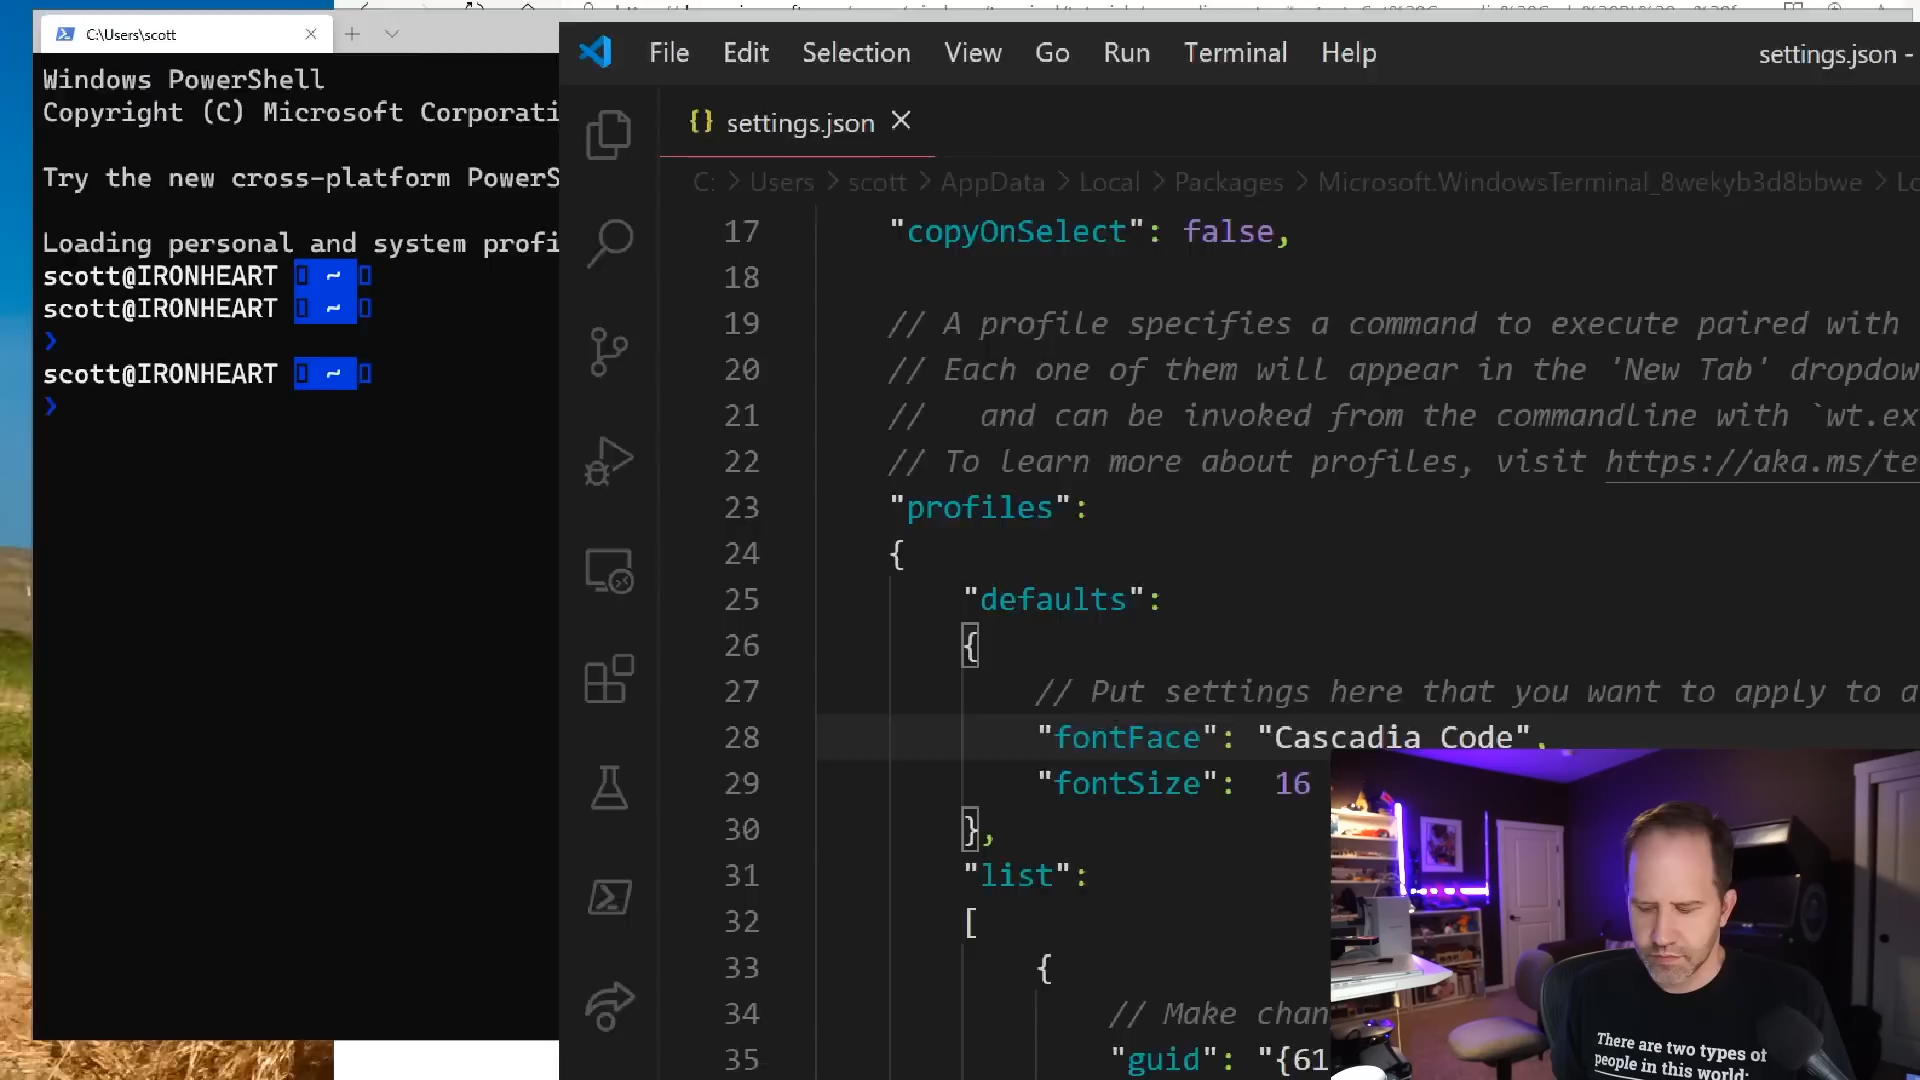 C:\Users\scott
Windows PowerShell
Copyright (C) Microsoft Corporati
Try the new cross-platform PowerS
Loading personal and system profi
scott@IRONHEART ~
scott@IRONHEART ~
❯
scott@IRONHEART ~
❯
File Edit Selection View Go Run Terminal Help
settings.json -
{} settings.json
C: > Users > scott > AppData > Local > Packages > Microsoft.WindowsTerminal_8wekyb3d8bbwe > Lo
17 "copyOnSelect": false,
18
19 // A profile specifies a command to execute paired with
20 // Each one of them will appear in the 'New Tab' dropdow
21 //   and can be invoked from the commandline with `wt.ex
22 // To learn more about profiles, visit https://aka.ms/te
23 "profiles":
24 {
25 "defaults":
26 {
27 // Put settings here that you want to apply to a
28 "fontFace": "Cascadia Code",
29 "fontSize": 16
30 },
31 "list":
32 [
33 {
34 // Make chan
35 "guid": "{61
There are two types of
people in this world: